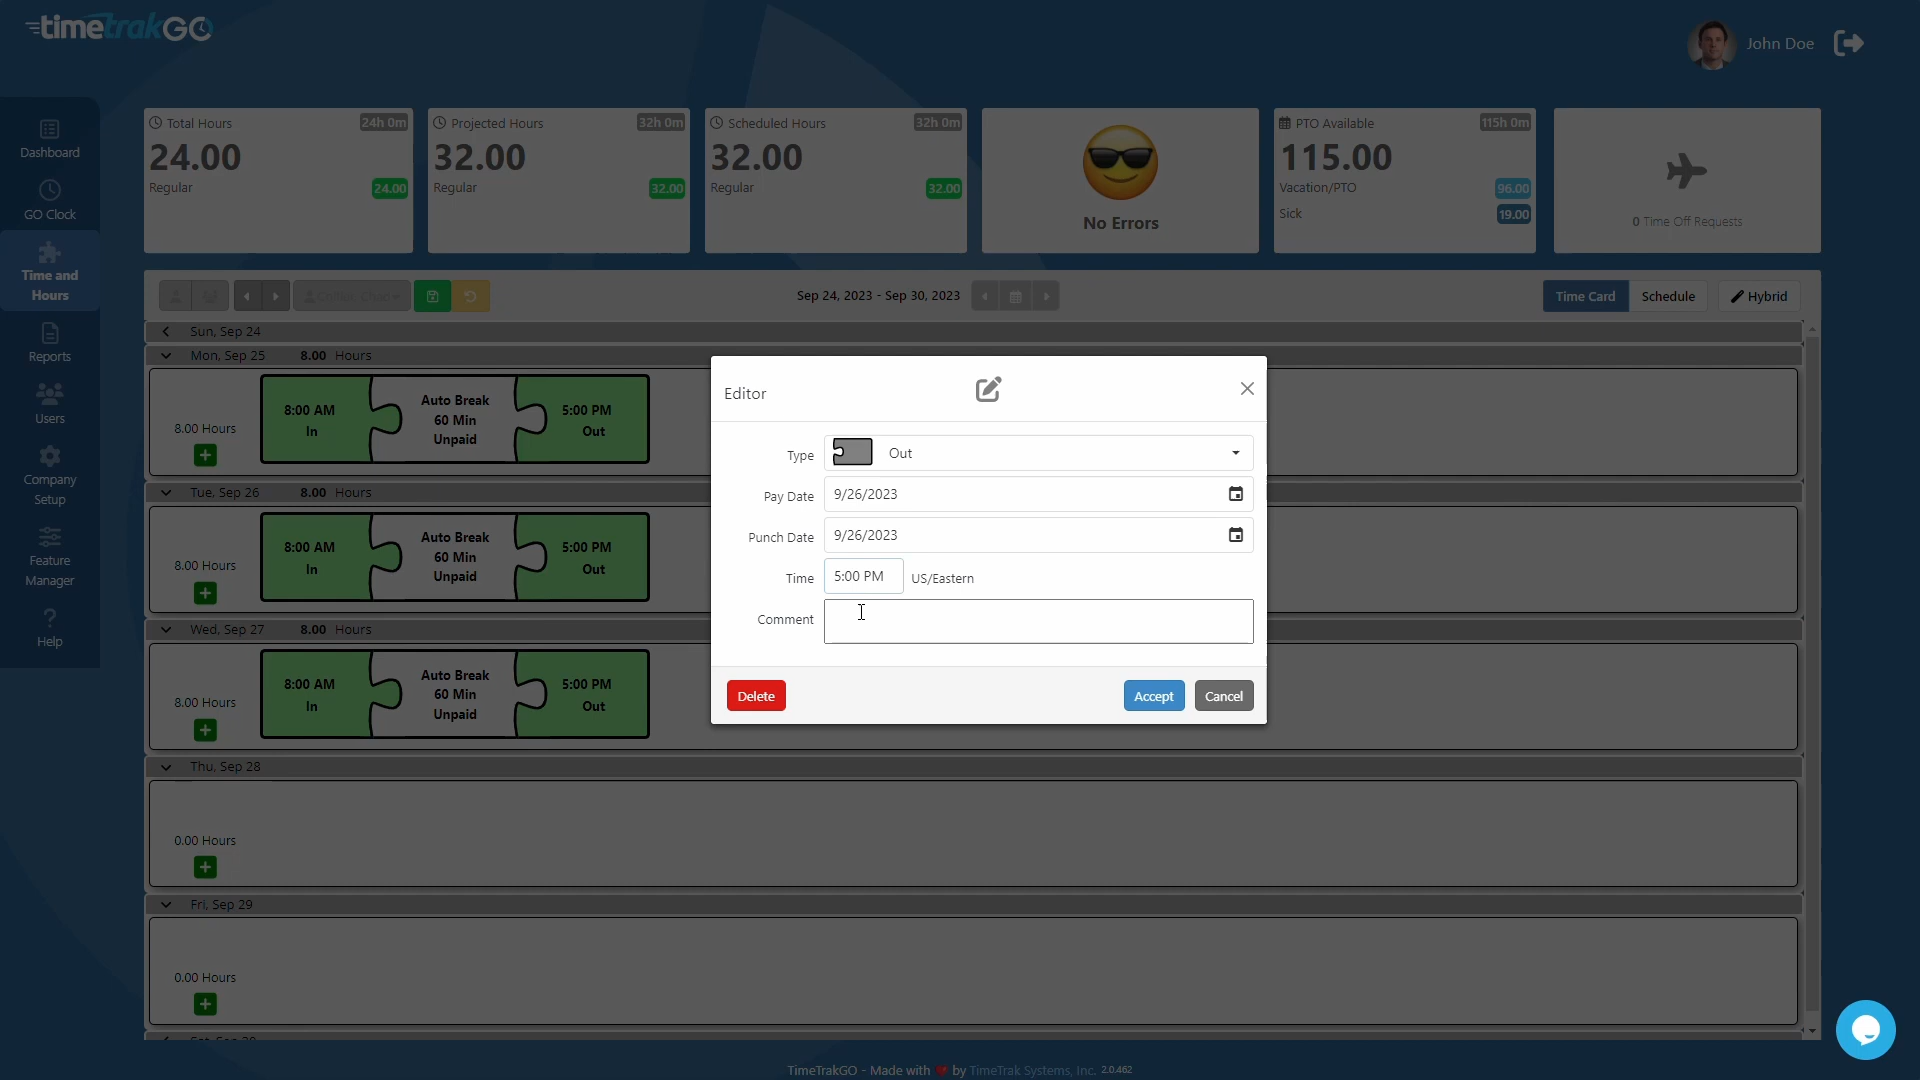 timetrakGO
John Doe
Dashboard
GO Clock
Time and
Hours
Reports
Users
Company
Setup
Feature
Manager
Help
Total Hours 24h 0m
24.00
Regular 24.00
Projected Hours 32h 0m
32.00
Regular 32.00
Scheduled Hours 32h 0m
32.00
Regular 32.00
No Errors
PTO Available 115h 0m
115.00
Vacation/PTO 96.00
Sick 19.00
0 Time Off Requests
Sep 24, 2023 - Sep 30, 2023
Time Card Schedule Hybrid
Sun, Sep 24
Mon, Sep 25 8.00 Hours
8.00 Hours
8:00 AM
In
Auto Break
60 Min
Unpaid
5:00 PM
Out
Tue, Sep 26 8.00 Hours
8.00 Hours
8:00 AM
In
Auto Break
60 Min
Unpaid
5:00 PM
Out
Wed, Sep 27 8.00 Hours
8.00 Hours
8:00 AM
In
Auto Break
60 Min
Unpaid
5:00 PM
Out
Thu, Sep 28
0.00 Hours
Fri, Sep 29
0.00 Hours
Editor
Type Out
Pay Date 9/26/2023
Punch Date 9/26/2023
Time 5:00 PM US/Eastern
Comment
Delete Accept Cancel
TimeTrakGO - Made with by TimeTrak Systems, Inc. 2.0.462